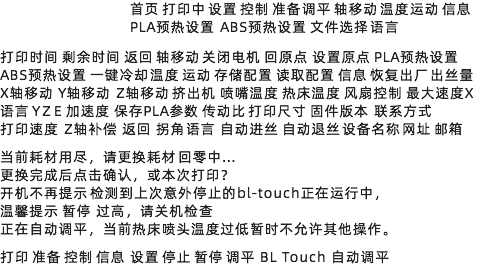 首页 打印中 设置 控制 准备调平 轴移动 温度运动 信息
PLA预热设置 ABS预热设置 文件选择 语言
打印时间 剩余时间 返回 轴移动 关闭电机 回原点 设置原点 PLA预热设置
ABS预热设置 一键冷却温度 运动 存储配置 读取配置 信息 恢复出厂 出丝量
X轴移动 Y轴移动 Z轴移动 挤出机 喷嘴温度 热床温度 风扇控制 最大速度X
语言 Y Z E 加速度 保存PLA参数 传动比 打印尺寸 固件版本 联系方式
打印速度 Z轴补偿 返回 拐角 语言 自动进丝 自动退丝 设备名称 网址 邮箱
当前耗材用尽，请更换耗材 回零中...
更换完成后点击确认，或本次打印?
开机不再提示 检测到上次意外停止的bl-touch正在运行中，
温馨提示 暂停 过高，请关机检查
正在自动调平，当前热床喷头温度过低暂时不允许其他操作。
打印 准备 控制 信息 设置 停止 暂停 调平 BL Touch 自动调平